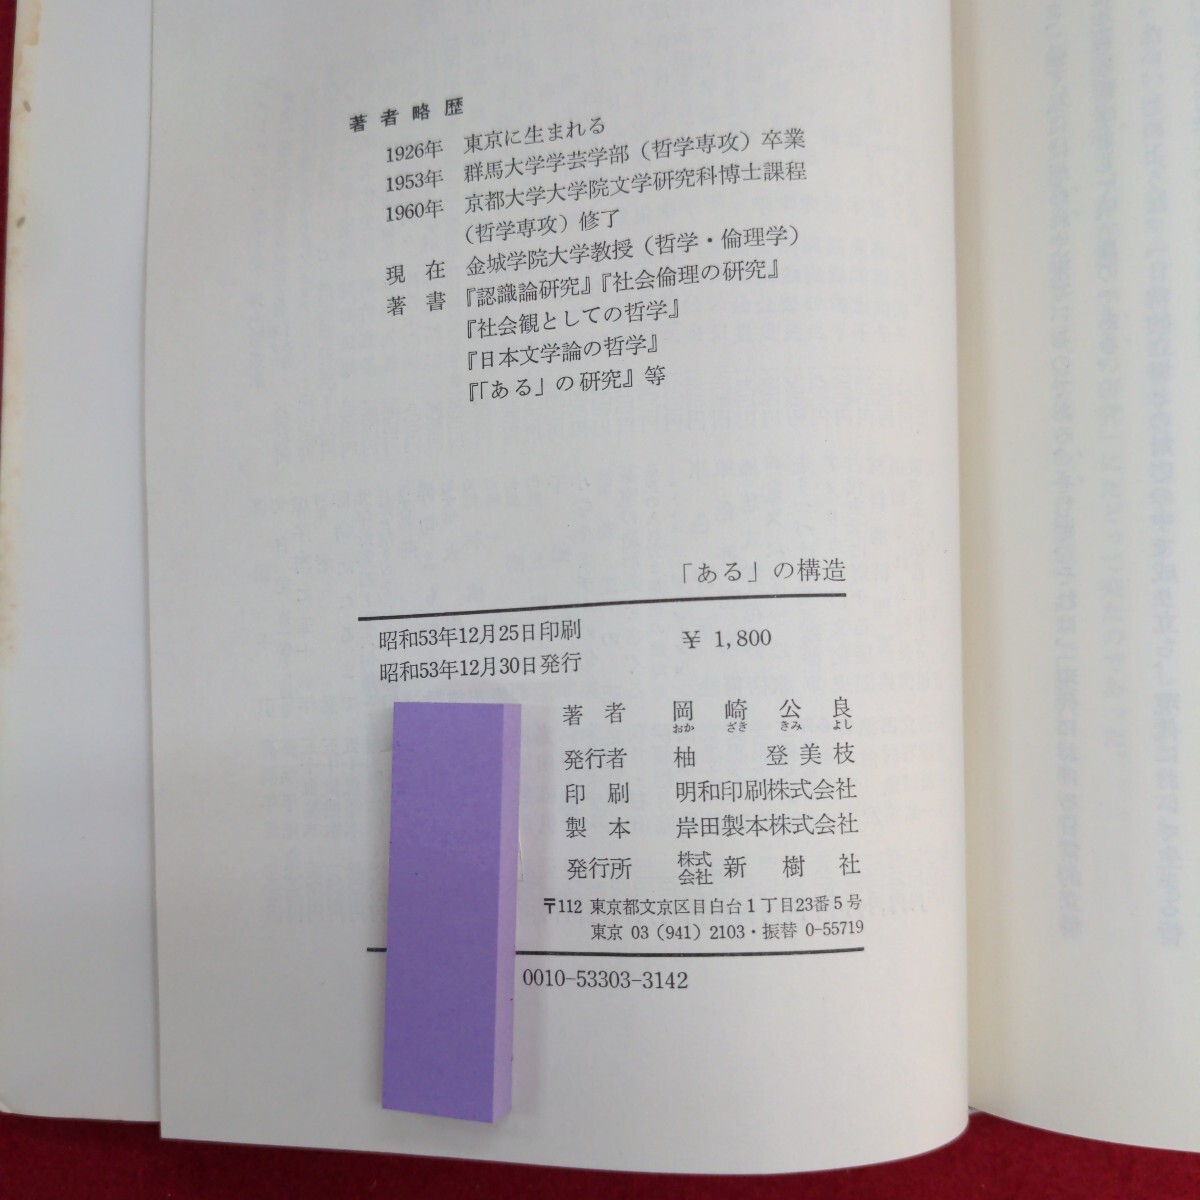 著者略歴
1926年 東京に生まれる
1953年 群馬大学学芸学部（哲学専攻）卒業
1960年 京都大学大学院文学研究科博士課程
（哲学専攻）修了
現在 金城学院大学教授（哲学・倫理学）
著書 『認識論研究』『社会倫理の研究』
『社会観としての哲学』
『日本文学論の哲学』
『「ある」の研究』等
「ある」の構造
昭和53年12月25日印刷
昭和53年12月30日発行
¥ 1,800
著者 岡崎公良
おか ざき きみ よし
発行者 柚 登美枝
印刷 明和印刷株式会社
製本 岸田製本株式会社
発行所 株式会社 新樹社
〒112 東京都文京区目白台1丁目23番5号
東京 03（941）2103・振替 0-55719
0010-53303-3142